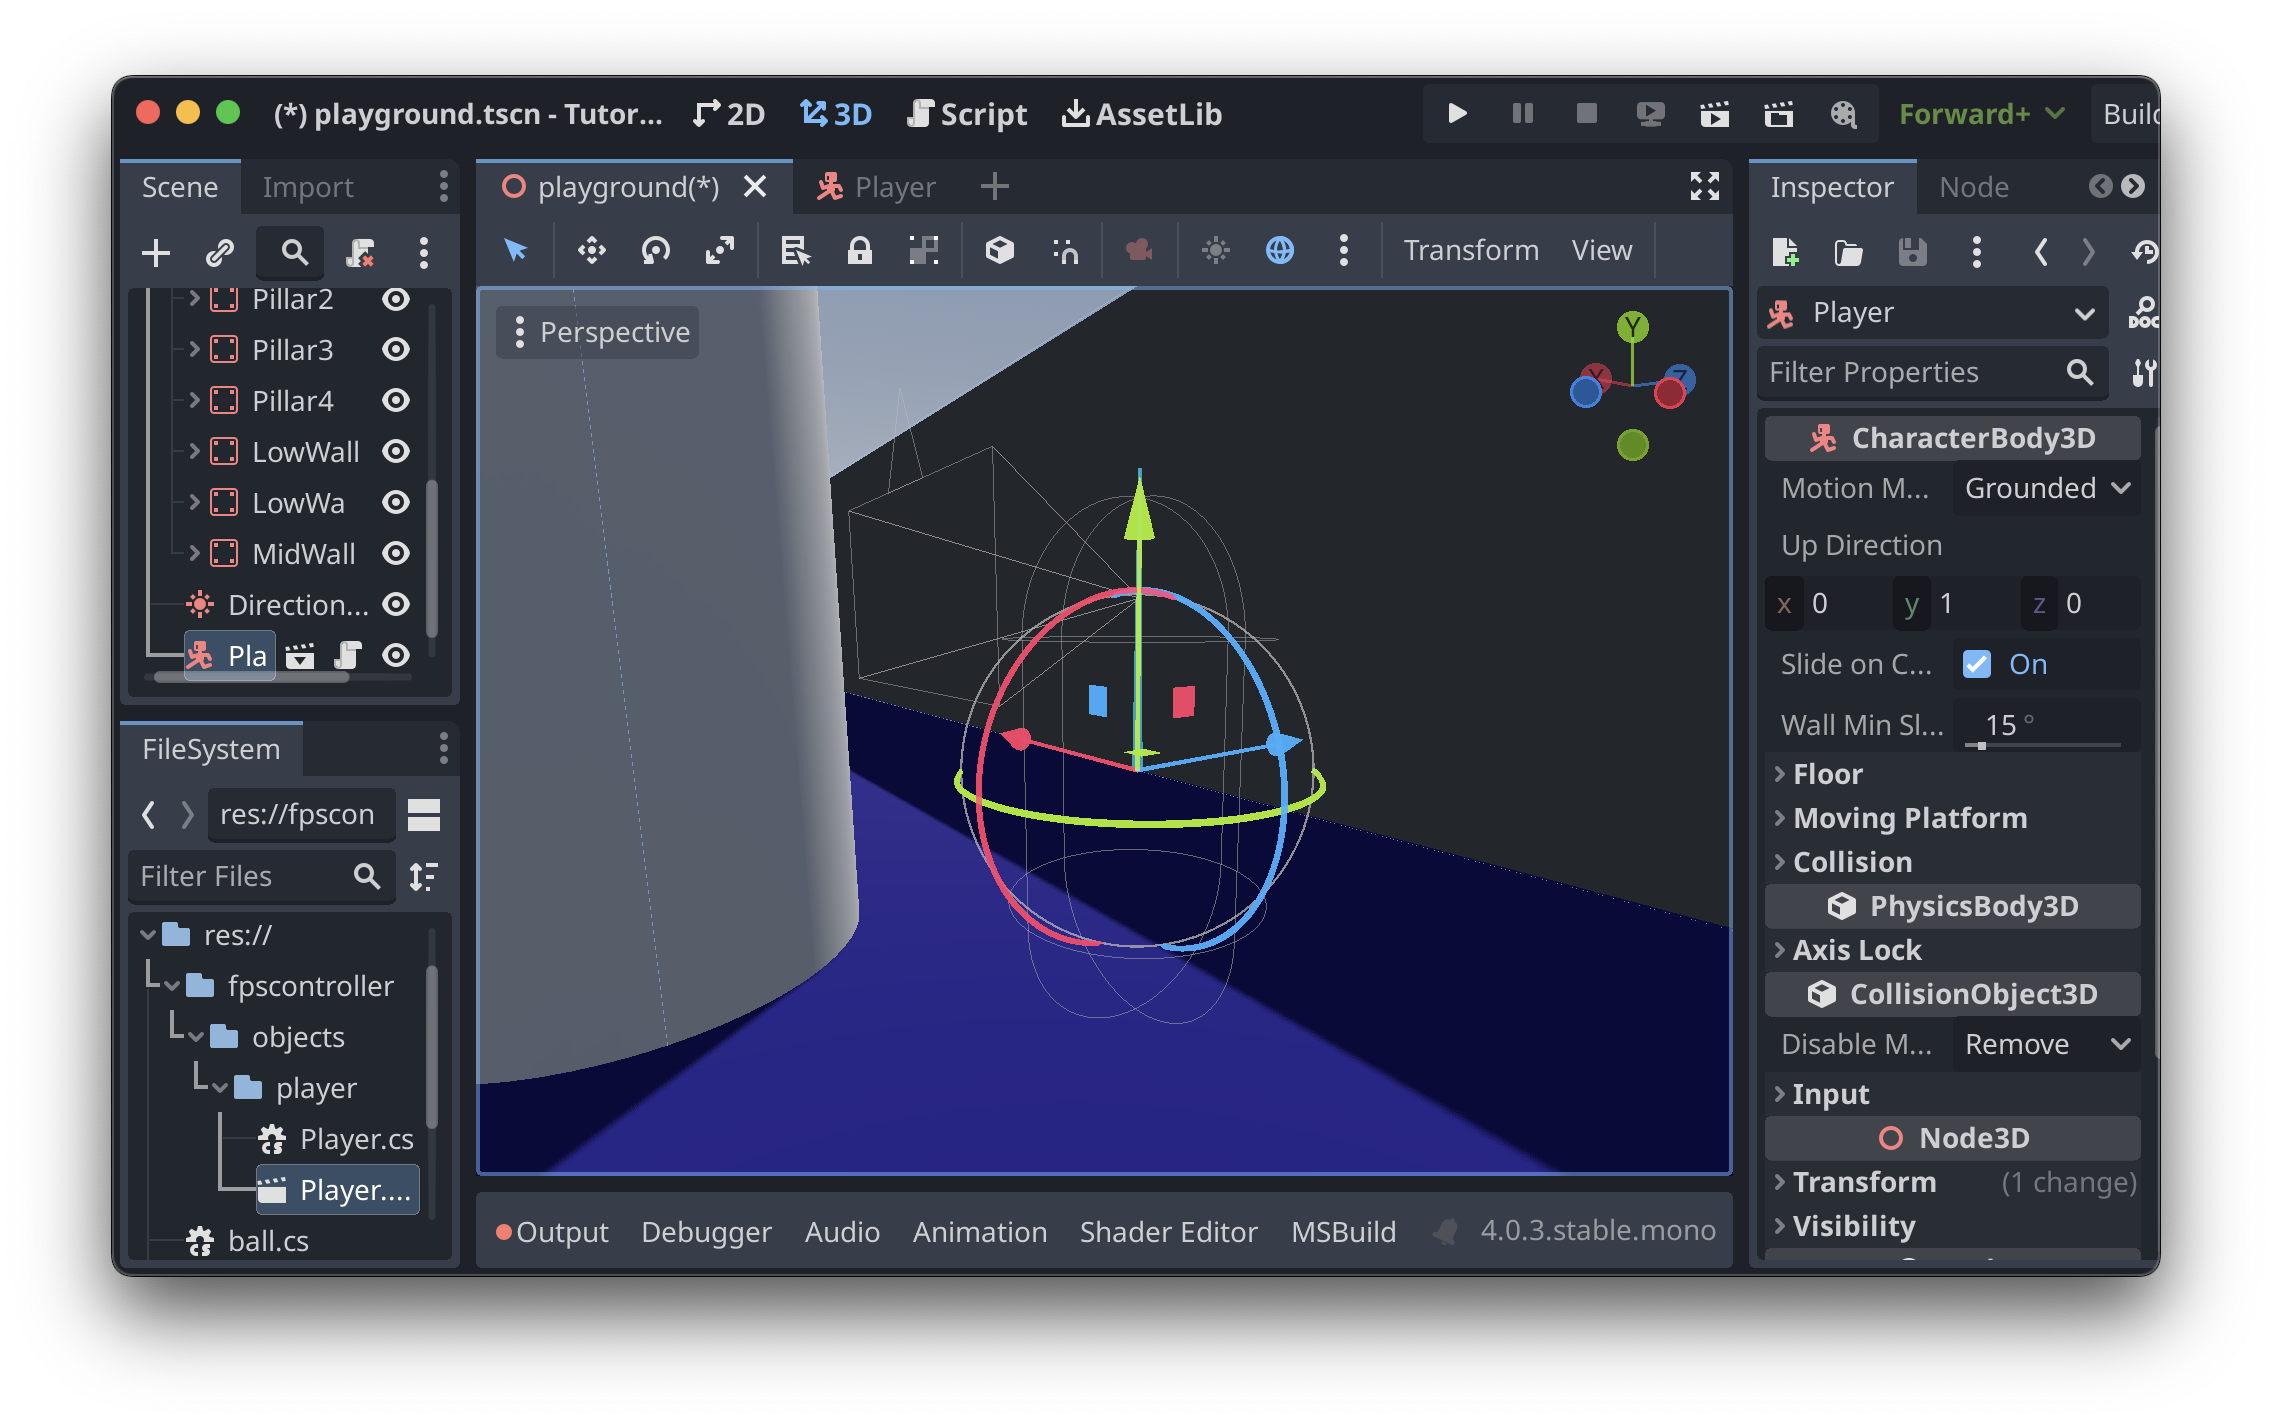 (*) playground.tscn - Tutor...
2D
3D
Script
AssetLib
Forward+
Scene
Import
Pillar2
Pillar3
Pillar4
LowWall
LowWa
MidWall
Direction...
Pla
FileSystem
res://fpscon
Filter Files
res://
fpscontroller
objects
player
Player.cs
Player....
ball.cs
playground(*)
Player
Transform
View
Perspective
Y
X
Z
Output
Debugger
Audio
Animation
Shader Editor
MSBuild
4.0.3.stable.mono
Inspector
Node
Player
DOC
Filter Properties
CharacterBody3D
Motion M... Grounded
Up Direction
x 0 y 1 z 0
Slide on C... On
Wall Min Sl... 15 °
Floor
Moving Platform
Collision
PhysicsBody3D
Axis Lock
CollisionObject3D
Disable M... Remove
Input
Node3D
Transform (1 change)
Visibility